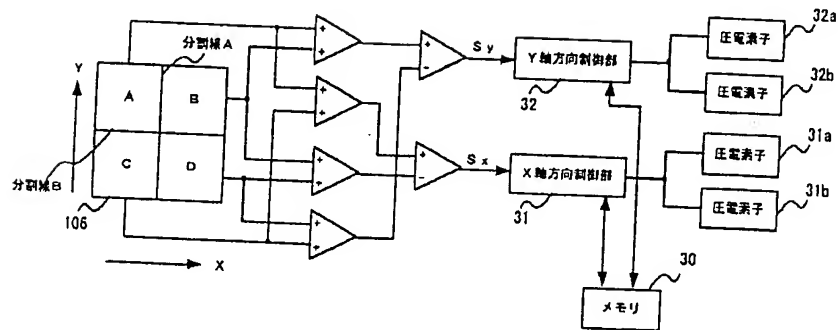 32a
圧電素子
分割線A
Sy
Y軸方向制御部
32
Y
A
B
32b
圧電素子
31a
圧電素子
C
D
分割線B
Sx
X軸方向制御部
31
31b
圧電素子
106
X
30
メモリ
+
+
+
+
+
+
+
+
+
-
+
-